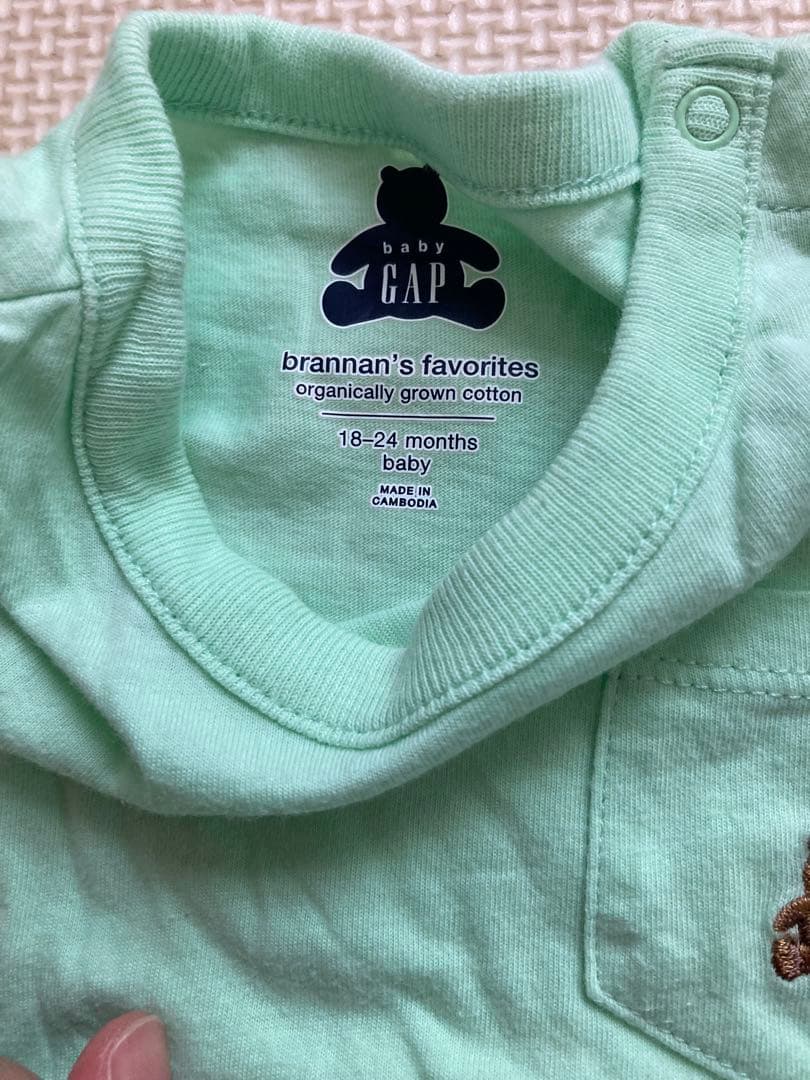 baby
GAP
brannan's favorites
organically grown cotton
18–24 months
baby
MADE IN
CAMBODIA